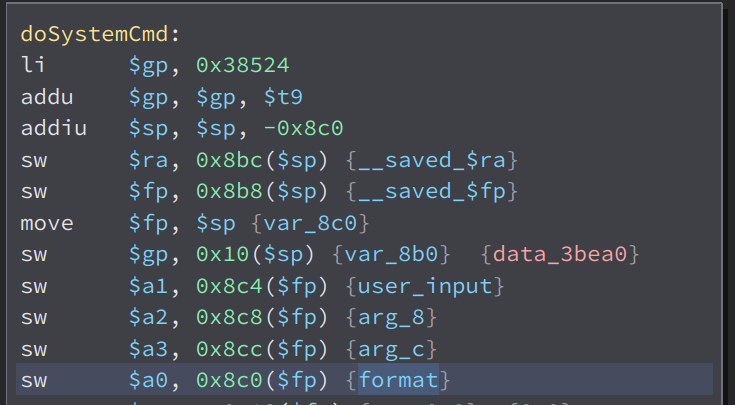 doSystemCmd:
li $gp, 0x38524
addu $gp, $gp, $t9
addiu $sp, $sp, -0x8c0
sw $ra, 0x8bc($sp) {__saved_$ra}
sw $fp, 0x8b8($sp) {__saved_$fp}
move $fp, $sp {var_8c0}
sw $gp, 0x10($sp) {var_8b0} {data_3bea0}
sw $a1, 0x8c4($fp) {user_input}
sw $a2, 0x8c8($fp) {arg_8}
sw $a3, 0x8cc($fp) {arg_c}
sw $a0, 0x8c0($fp) {format}